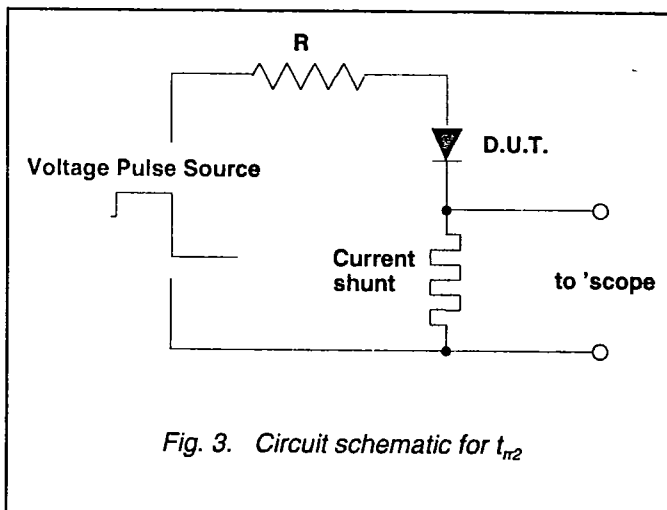 R
D.U.T.
Voltage Pulse Source
Current
shunt
to 'scope
Fig. 3. Circuit schematic for trr2